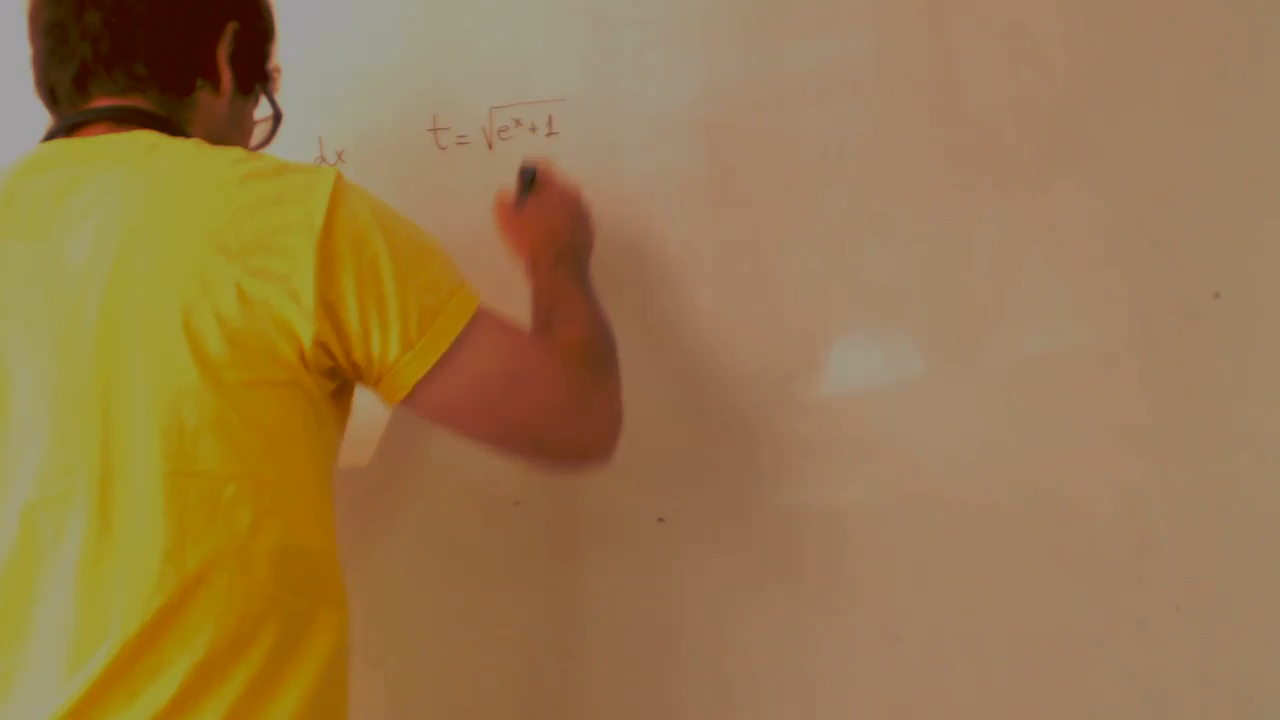 dx
t = √(eˣ + 1)